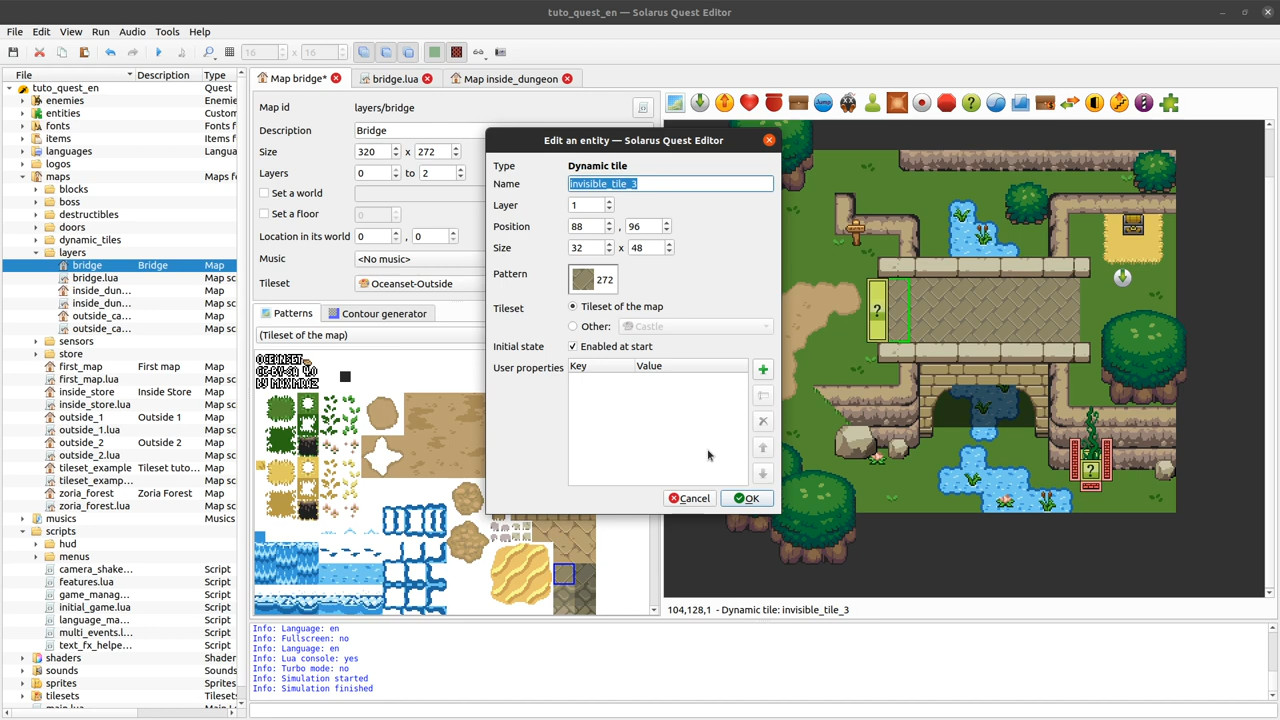 tuto_quest_en — Solarus Quest Editor
File Edit View Run Audio Tools Help
16 x 16
File Description Type
tuto_quest_en Quest
enemies Enemie
entities Custom
fonts Fonts f
items Items f
languages Langua
logos
maps Maps fo
blocks
boss
destructibles
doors
dynamic_tiles
layers
bridge Bridge Map
bridge.lua Map sc
inside_dun... Map
inside_dun... Map sc
outside_ca... Map
outside_ca... Map sc
sensors
store
first_map First map Map
first_map.lua Map sc
inside_store Inside Store Map
inside_store.lua Map sc
outside_1 Outside 1 Map
outside_1.lua Map sc
outside_2 Outside 2 Map
outside_2.lua Map sc
tileset_example Tileset tuto... Map
tileset_examp... Map sc
zoria_forest Zoria Forest Map
zoria_forest.lua Map sc
musics Musics
scripts
hud
menus
camera_shake... Script
features.lua Script
game_manag... Script
initial_game.lua Script
language_ma... Script
multi_events.l... Script
text_fx_helpe... Script
shaders Shader
sounds Sounds
sprites Sprites
tilesets Tilesets
Map bridge* bridge.lua Map inside_dungeon
Map id layers/bridge
Description Bridge
Size 320 x 272
Layers 0 to 2
Set a world
Set a floor 0
Location in its world 0 , 0
Music <No music>
Tileset Oceanset-Outside
Patterns Contour generator
(Tileset of the map)
OCEANSET
CC-BY-SA 4.0
BY MAXMRAZ
Edit an entity — Solarus Quest Editor
Type Dynamic tile
Name invisible_tile_3
Layer 1
Position 88 , 96
Size 32 x 48
Pattern 272
Tileset Tileset of the map
Other: Castle
Initial state Enabled at start
User properties Key Value
Cancel OK
Jump
?
?
?
104,128,1 - Dynamic tile: invisible_tile_3
Info: Language: en
Info: Fullscreen: no
Info: Language: en
Info: Lua console: yes
Info: Turbo mode: no
Info: Simulation started
Info: Simulation finished